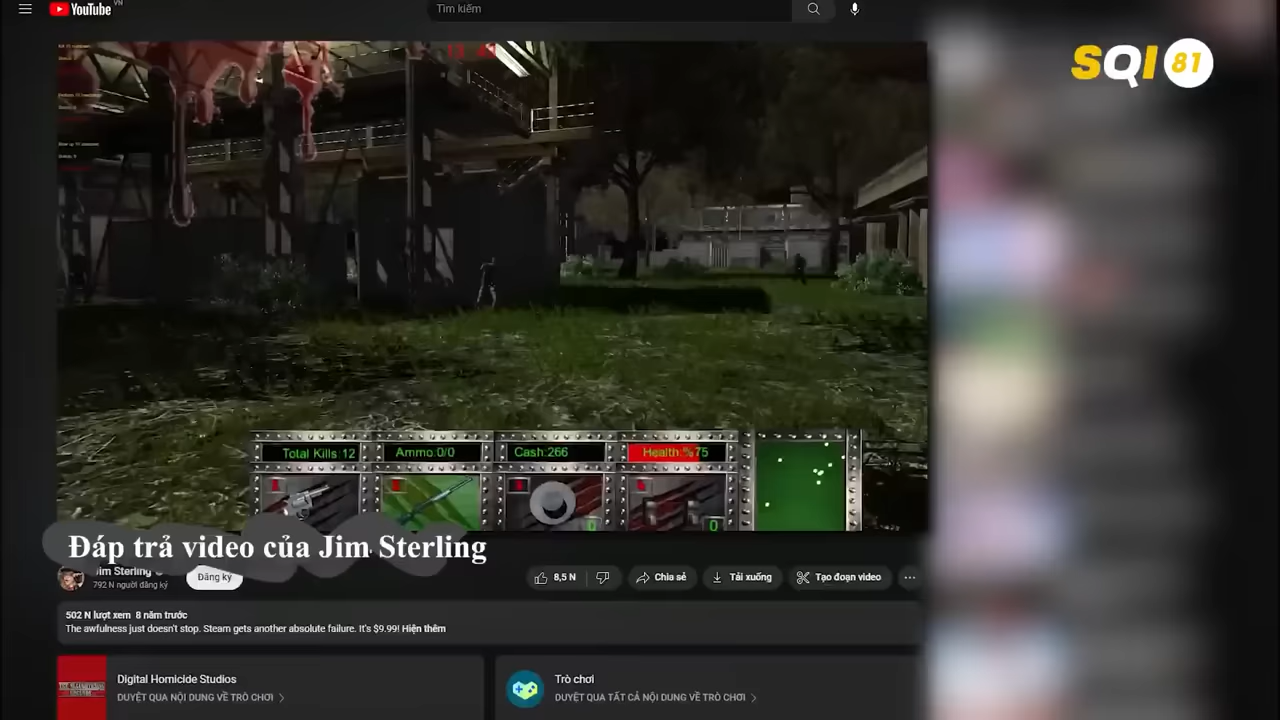 YouTube VN
Tìm kiếm
SQI 81
Total Kills:12
Ammo:0/0
Cash:266
Health:%75
0
0
Đáp trả video của Jim Sterling
Jim Sterling
792 N người đăng ký
Đăng ký
8,5 N
Chia sẻ
Tải xuống
Tạo đoạn video
502 N lượt xem 8 năm trước
The awfulness just doesn't stop. Steam gets another absolute failure. It's $9.99! Hiện thêm
Digital Homicide Studios
DUYỆT QUA NỘI DUNG VỀ TRÒ CHƠI
Trò chơi
DUYỆT QUA TẤT CẢ NỘI DUNG VỀ TRÒ CHƠI